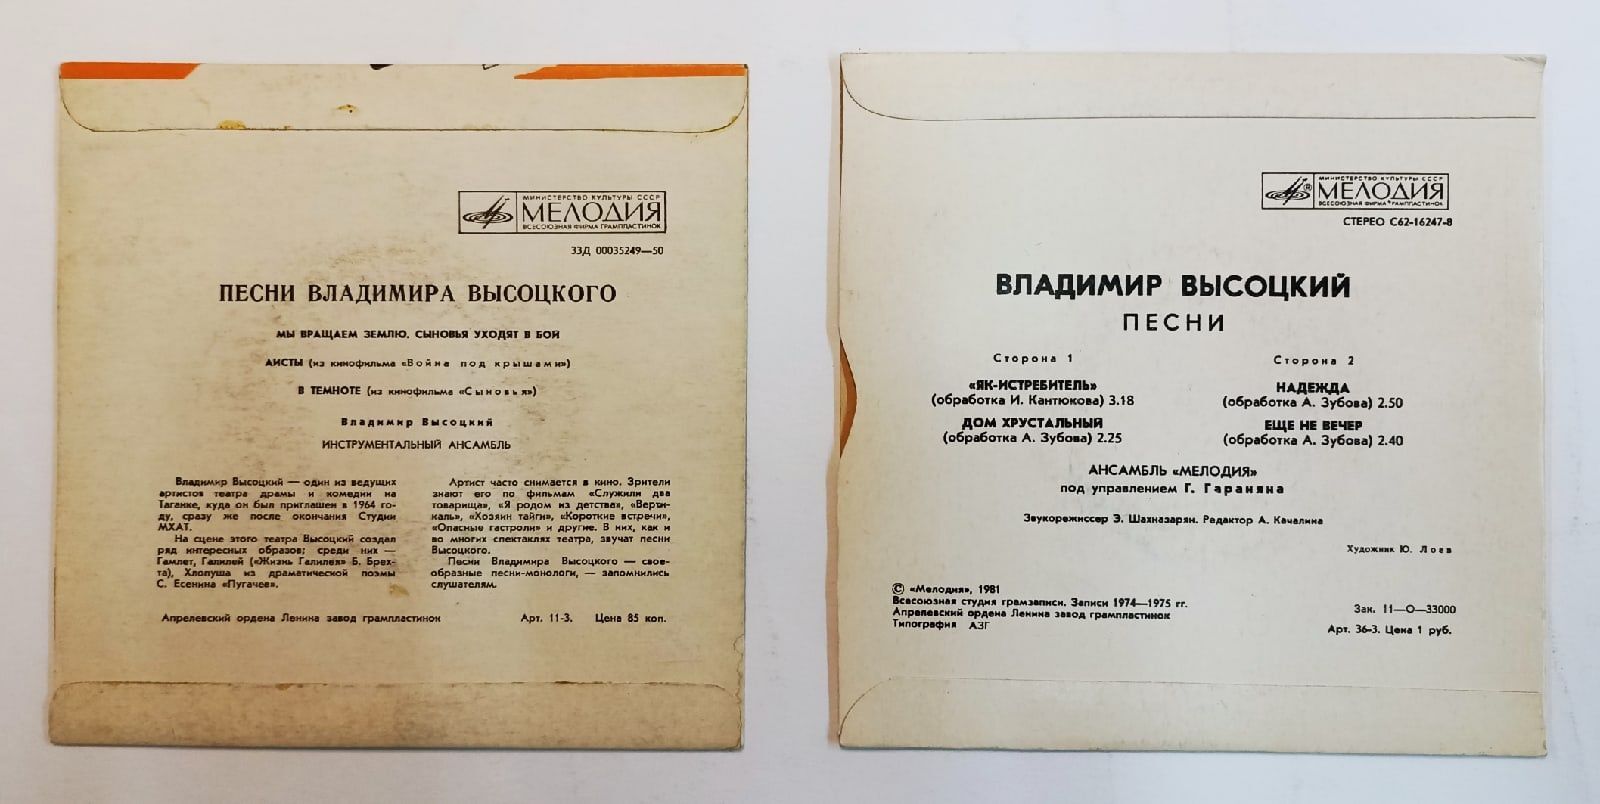 МИНИСТЕРСТВО КУЛЬТУРЫ СССР
МЕЛОДИЯ
ВСЕСОЮЗНАЯ ФИРМА ГРАМПЛАСТИНОК
33Д 00035249—50
ПЕСНИ ВЛАДИМИРА ВЫСОЦКОГО
МЫ ВРАЩАЕМ ЗЕМЛЮ. СЫНОВЬЯ УХОДЯТ В БОЙ
АИСТЫ (из кинофильма «Война под крышами»)
В ТЕМНОТЕ (из кинофильма «Сыновья»)
Владимир Высоцкий
ИНСТРУМЕНТАЛЬНЫЙ АНСАМБЛЬ
Владимир Высоцкий — один из ведущих
артистов театра драмы и комедии на
Таганке, куда он был приглашен в 1964 го-
ду, сразу же после окончания Студии
МХАТ.
На сцене этого театра Высоцкий создал
ряд интересных образов; среди них —
Гамлет, Галилей («Жизнь Галилея» Б. Брех-
та), Хлопуша из драматической поэмы
С. Есенина «Пугачев».
Артист часто снимается в кино. Зрители
знают его по фильмам «Служили два
товарища», «Я родом из детства», «Верти-
каль», «Хозяин тайги», «Короткие встречи»,
«Опасные гастроли» и другие. В них, как и
во многих спектаклях театра, звучат песни
Высоцкого.
Песни Владимира Высоцкого — свое-
образные песни-монологи, — запомнились
слушателям.
Апрелевский ордена Ленина завод грампластинок Арт. 11-3. Цена 85 коп.
МИНИСТЕРСТВО КУЛЬТУРЫ СССР
МЕЛОДИЯ
ВСЕСОЮЗНАЯ ФИРМА ГРАМПЛАСТИНОК
СТЕРЕО С62-16247-8
ВЛАДИМИР ВЫСОЦКИЙ
ПЕСНИ
Сторона 1
«ЯК-ИСТРЕБИТЕЛЬ»
(обработка И. Кантюкова) 3.18
ДОМ ХРУСТАЛЬНЫЙ
(обработка А. Зубова) 2.25
Сторона 2
НАДЕЖДА
(обработка А. Зубова) 2.50
ЕЩЕ НЕ ВЕЧЕР
(обработка А. Зубова) 2.40
АНСАМБЛЬ «МЕЛОДИЯ»
под управлением Г. Гараняна
Звукорежиссер Э. Шахназарян. Редактор А. Качалина
Художник Ю. Лоев
© «Мелодия», 1981
Всесоюзная студия грамзаписи. Записи 1974—1975 гг.
Апрелевский ордена Ленина завод грампластинок
Типография АЗГ
Зак. 11—О—33000
Арт. 36-3. Цена 1 руб.